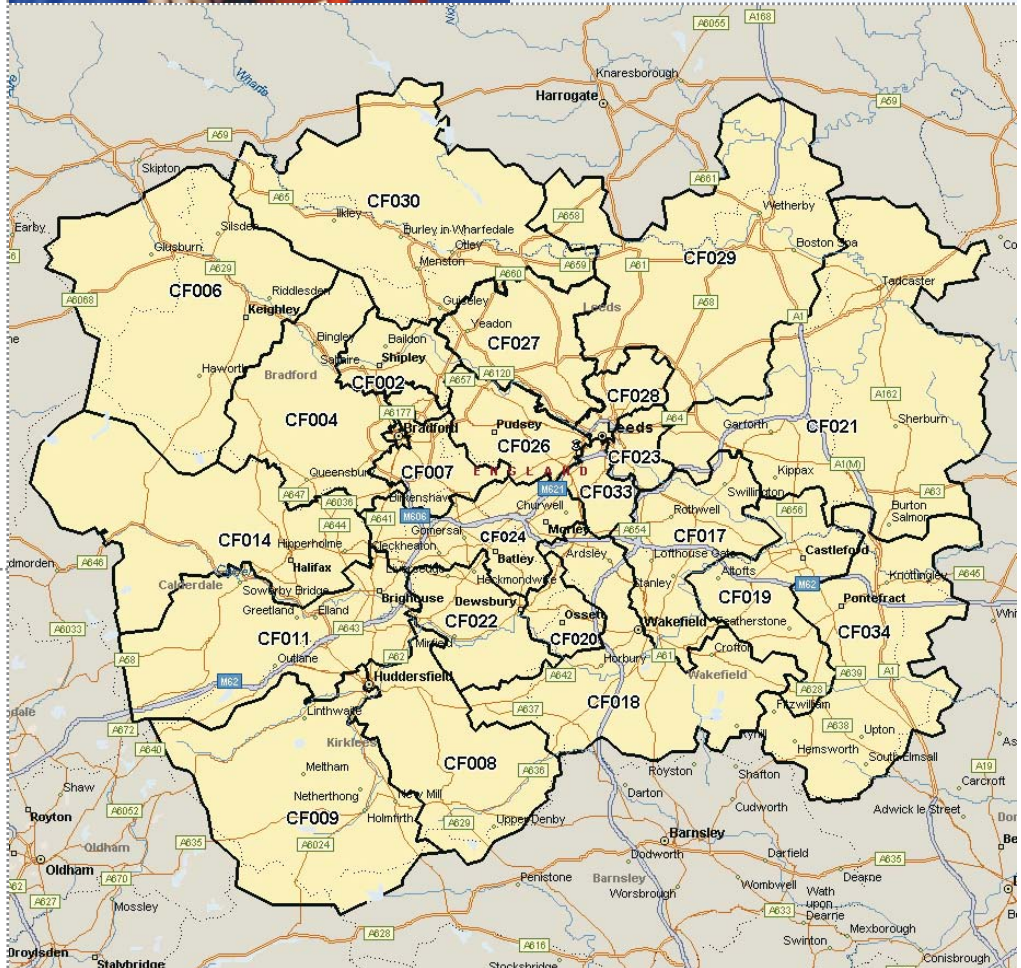 A6055
A168
Knaresborough
Wharfe
Harrogate
A59
A59
Skipton
A661
A65
CF030
A658
Wetherby
Earby
Silsden
Ilkley
Burley in Wharfedale
Glusburn
Otley
Boston Spa
A629
Menston
A659
A61
CF029
Tadcaster
A660
A6068
CF006
Riddlesden
Guiseley
Leeds
A58
Keighley
Yeadon
A1
Bingley
Baildon
CF027
Saltaire
Shipley
Haworth
Bradford
CF002
A657
A6120
CF028
A162
CF004
A6177
A64
Sherburn
Bradford
Pudsey
Leeds
Garforth
CF021
CF026
CF023
Queensbury
CF007
ENGLAND
A1(M)
Kippax
A647
Birkenshaw
M621
CF033
Swillington
A63
A6036
Churwell
Rothwell
A656
Burton
Salmon
A644
A641
M606
Gomersal
Morley
A654
CF017
CF014
Hipperholme
Cleckheaton
CF024
Ardsley
Lofthouse Gate
Castleford
A646
Halifax
Liversedge
Batley
Altofts
Knottingley
A645
Calderdale
Heckmondwike
Stanley
M62
Sowerby Bridge
Brighouse
Dewsbury
CF019
Pontefract
Greetland
Elland
CF022
Ossett
Wakefield
Featherstone
CF034
A6033
CF011
A643
Mirfield
CF020
A58
Outlane
A62
Horbury
A61
Crofton
M62
Huddersfield
A642
Wakefield
A639
A1
A628
CF018
Fitzwilliam
Linthwaite
A637
A638
Upton
A672
Kirklees
Hemsworth
A640
CF008
South Elmsall
Meltham
A636
Royston
Shafton
A19
Carcroft
Shaw
Netherthong
New Mill
Darton
Cudworth
Adwick le Street
A6052
CF009
Holmfirth
A629
Upper Denby
Royton
A6024
Barnsley
Oldham
A635
Dodworth
Darfield
A635
Oldham
Penistone
Barnsley
Dearne
A670
Worsbrough
Wombwell
Wath
upon
Dearne
A627
Mossley
A633
Mexborough
A628
Swinton
Droylsden
A616
Conisbrough
Stalybridge
Stocksbridge